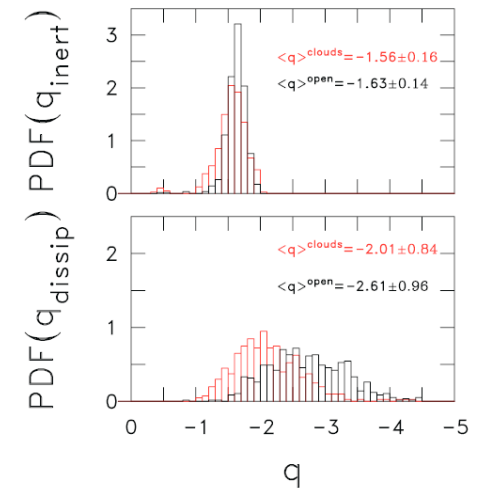 3
2
1
0
PDF(q_inert)
<q>^clouds=−1.56±0.16
<q>^open=−1.63±0.14
2
1
0
PDF(q_dissip)
<q>^clouds=−2.01±0.84
<q>^open=−2.61±0.96
0 −1 −2 −3 −4 −5
q